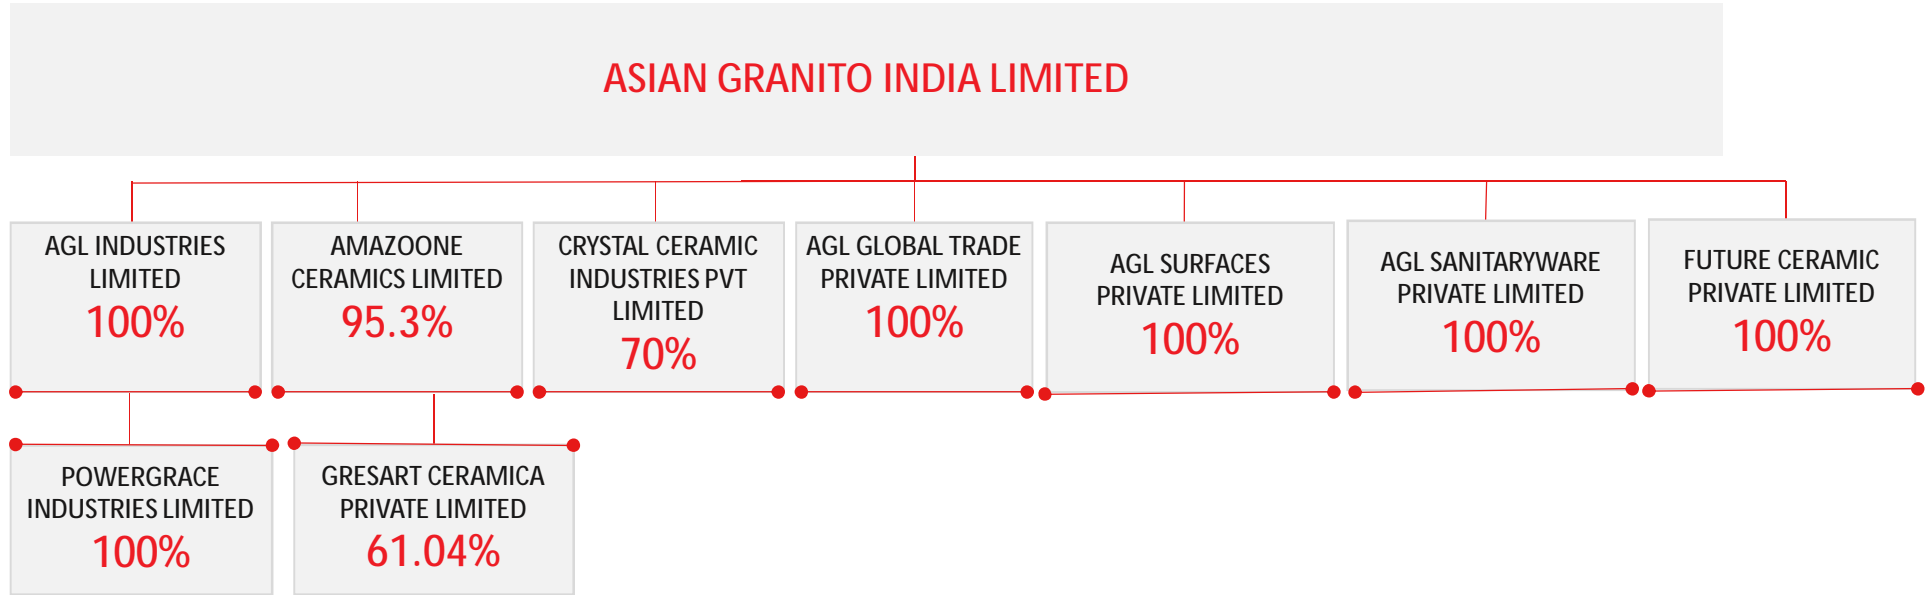 ASIAN GRANITO INDIA LIMITED
AGL INDUSTRIES
LIMITED
100%
AMAZOONE
CERAMICS LIMITED
95.3%
CRYSTAL CERAMIC
INDUSTRIES PVT
LIMITED
70%
AGL GLOBAL TRADE
PRIVATE LIMITED
100%
AGL SURFACES
PRIVATE LIMITED
100%
AGL SANITARYWARE
PRIVATE LIMITED
100%
FUTURE CERAMIC
PRIVATE LIMITED
100%
POWERGRACE
INDUSTRIES LIMITED
100%
GRESART CERAMICA
PRIVATE LIMITED
61.04%